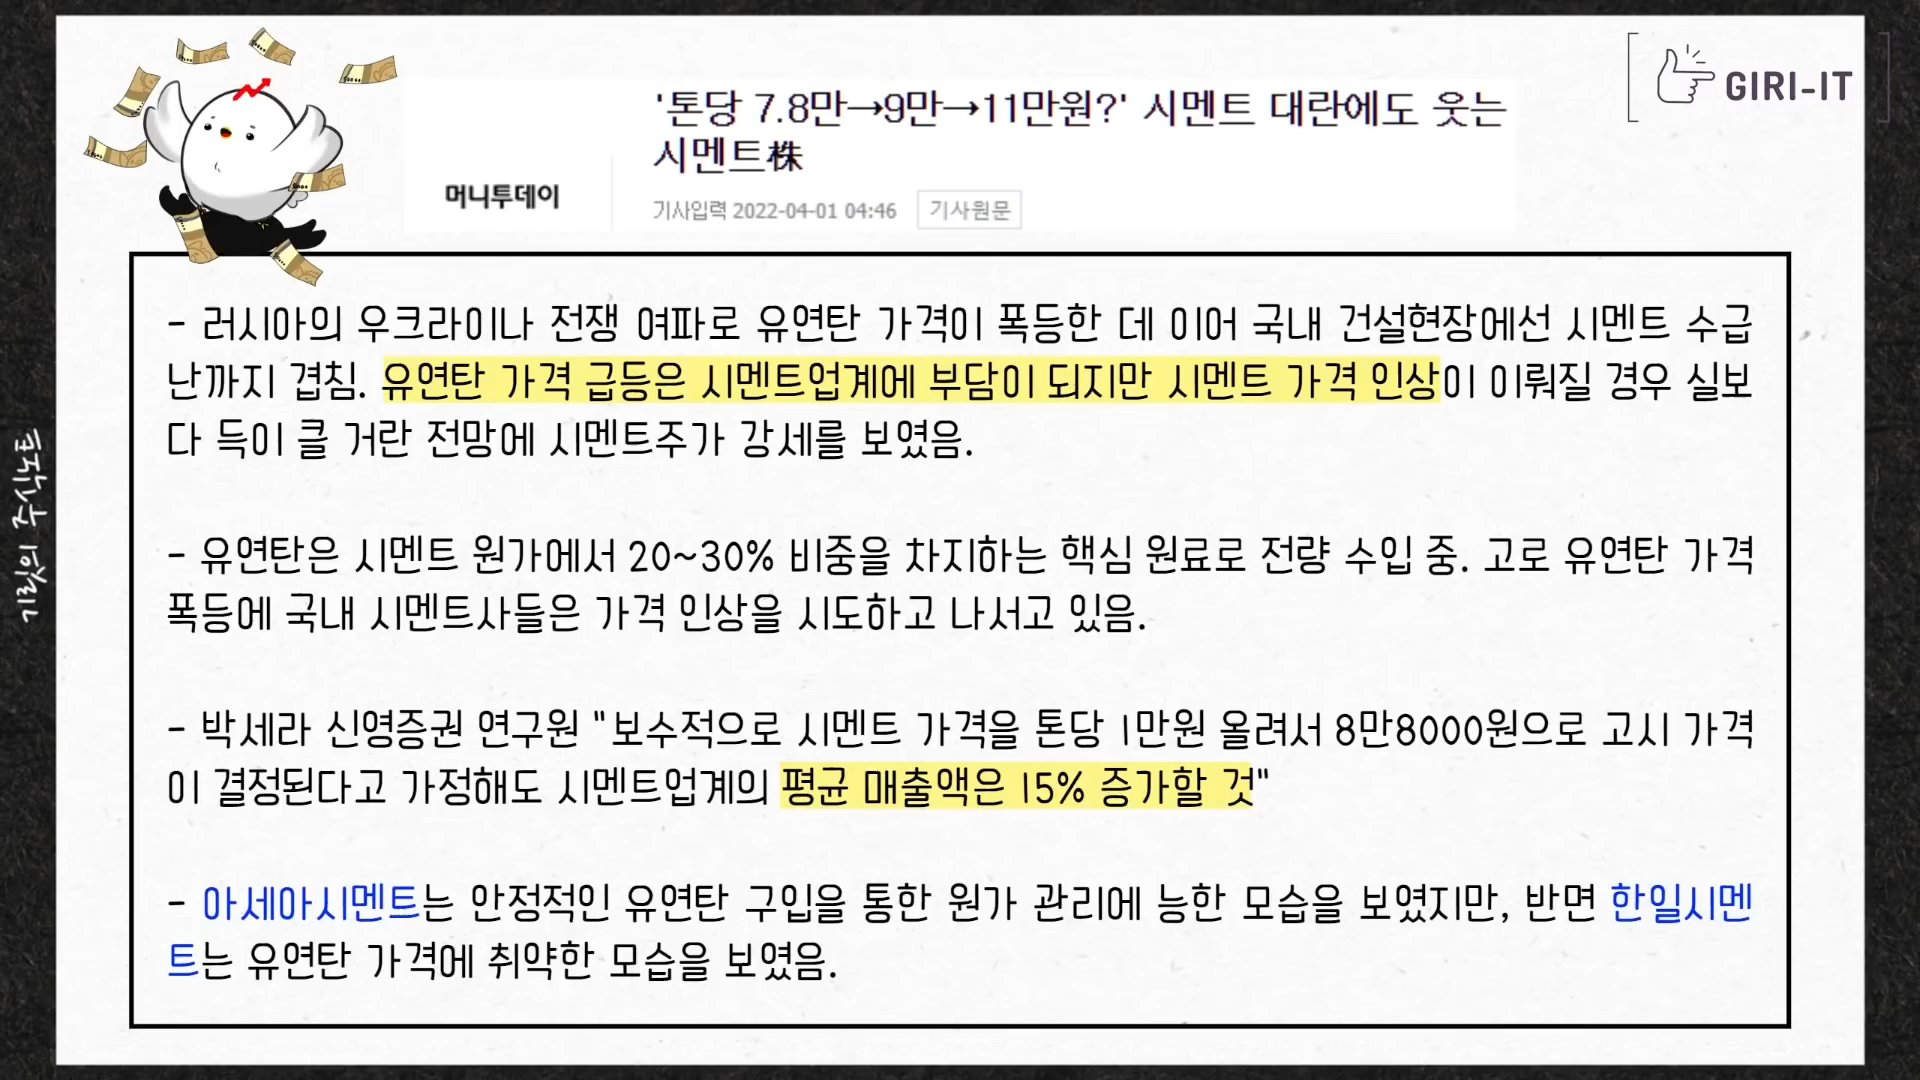 '톤당 7.8만→9만→11만원?' 시멘트 대란에도 웃는
시멘트株
머니투데이
기사입력 2022-04-01 04:46 기사원문
GIRI-IT
- 러시아의 우크라이나 전쟁 여파로 유연탄 가격이 폭등한 데 이어 국내 건설현장에선 시멘트 수급
난까지 겹침. 유연탄 가격 급등은 시멘트업계에 부담이 되지만 시멘트 가격 인상이 이뤄질 경우 실보
다 득이 클 거란 전망에 시멘트주가 강세를 보였음.
- 유연탄은 시멘트 원가에서 20~30% 비중을 차지하는 핵심 원료로 전량 수입 중. 고로 유연탄 가격
폭등에 국내 시멘트사들은 가격 인상을 시도하고 나서고 있음.
- 박세라 신영증권 연구원 "보수적으로 시멘트 가격을 톤당 1만원 올려서 8만8000원으로 고시 가격
이 결정된다고 가정해도 시멘트업계의 평균 매출액은 15% 증가할 것"
- 아세아시멘트는 안정적인 유연탄 구입을 통한 원가 관리에 능한 모습을 보였지만, 반면 한일시멘
트는 유연탄 가격에 취약한 모습을 보였음.
기릿의 주식노트